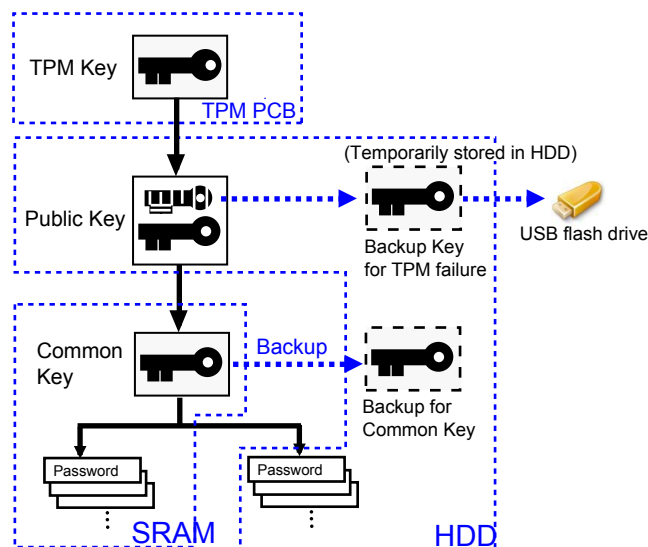 TPM Key
TPM PCB
(Temporarily stored in HDD)
Public Key
Backup Key
for TPM failure
USB flash drive
Common
Key
Backup
Backup for
Common Key
Password
Password
SRAM
HDD